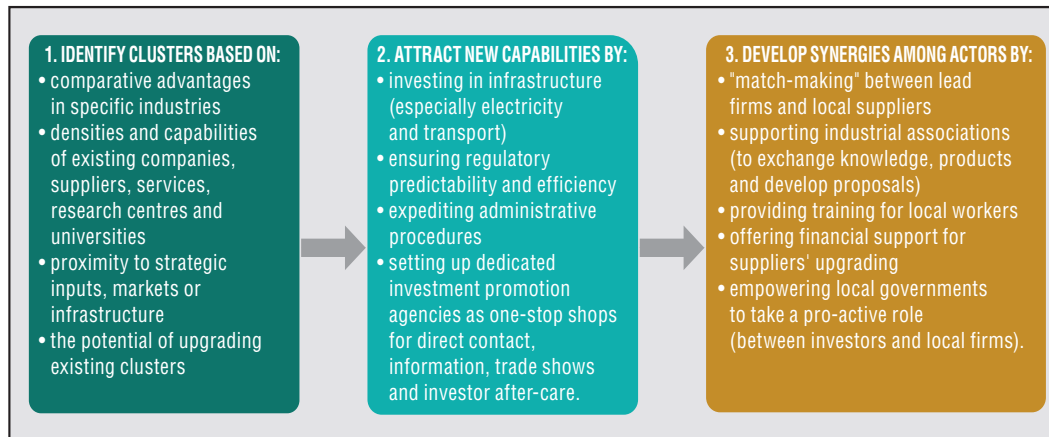 1. IDENTIFY CLUSTERS BASED ON:
• comparative advantages
in specific industries
• densities and capabilities
of existing companies,
suppliers, services,
research centres and
universities
• proximity to strategic
inputs, markets or
infrastructure
• the potential of upgrading
existing clusters
2. ATTRACT NEW CAPABILITIES BY:
• investing in infrastructure
(especially electricity
and transport)
• ensuring regulatory
predictability and efficiency
• expediting administrative
procedures
• setting up dedicated
investment promotion
agencies as one-stop shops
for direct contact,
information, trade shows
and investor after-care.
3. DEVELOP SYNERGIES AMONG ACTORS BY:
• "match-making" between lead
firms and local suppliers
• supporting industrial associations
(to exchange knowledge, products
and develop proposals)
• providing training for local workers
• offering financial support for
suppliers' upgrading
• empowering local governments
to take a pro-active role
(between investors and local firms).